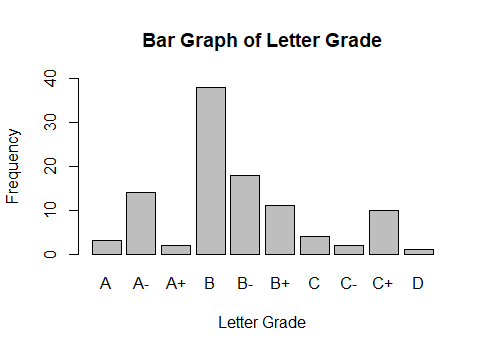 Bar Graph of Letter Grade
Frequency
40
30
20
10
0
A A- A+ B B- B+ C C- C+ D
Letter Grade